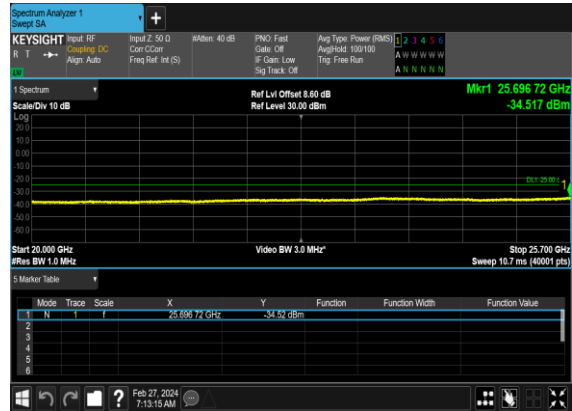 Spectrum Analyzer 1
Swept SA
+
KEYSIGHT
R T
Input: RF
Coupling: DC
Align: Auto
Input Z: 50 Ω
Corr CCorr
Freq Ref: Int (S)
#Atten: 40 dB
PNO: Fast
Gate: Off
IF Gain: Low
Sig Track: Off
Avg Type: Power (RMS)
Avg|Hold: 100/100
Trig: Free Run
1 2 3 4 5 6
A W W W W W
A N N N N N
1 Spectrum
Scale/Div 10 dB
Log
Ref Lvl Offset 8.60 dB
Ref Level 30.00 dBm
Mkr1 25.696 72 GHz
-34.517 dBm
20.0
10.0
0.00
-10.0
-20.0
-30.0
-40.0
-50.0
-60.0
1
Start 20.000 GHz
#Res BW 1.0 MHz
Video BW 3.0 MHz*
Stop 25.700 GHz
Sweep 10.7 ms (40001 pts)
5 Marker Table
Mode Trace Scale X Y Function Function Width Function Value
1 N 1 f 25.696 72 GHz -34.52 dBm
2
3
4
5
6
?
Feb 27, 2024
7:13:15 AM